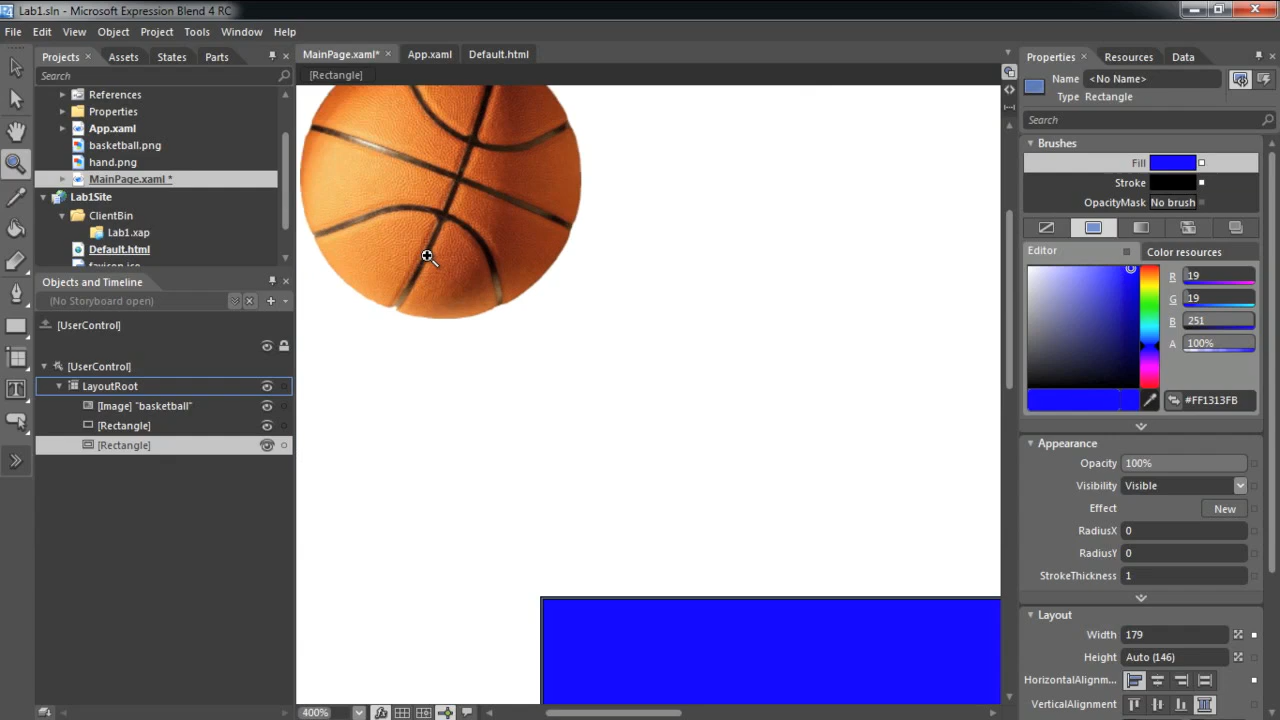 Lab1.sln - Microsoft Expression Blend 4 RC
File Edit View Object Project Tools Window Help
Projects Assets States Parts
Search
References
Properties
App.xaml
basketball.png
hand.png
MainPage.xaml *
Lab1Site
ClientBin
Lab1.xap
Default.html
favicon.ico
Objects and Timeline
(No Storyboard open)
[UserControl]
[UserControl]
LayoutRoot
[Image] "basketball"
[Rectangle]
[Rectangle]
MainPage.xaml* App.xaml Default.html
[Rectangle]
400%
Properties Resources Data
Name <No Name>
Type Rectangle
Search
Brushes
Fill
Stroke
OpacityMask No brush
Editor Color resources
R 19
G 19
B 251
A 100%
#FF1313FB
Appearance
Opacity 100%
Visibility Visible
Effect New
RadiusX 0
RadiusY 0
StrokeThickness 1
Layout
Width 179
Height Auto (146)
HorizontalAlignm...
VerticalAlignment